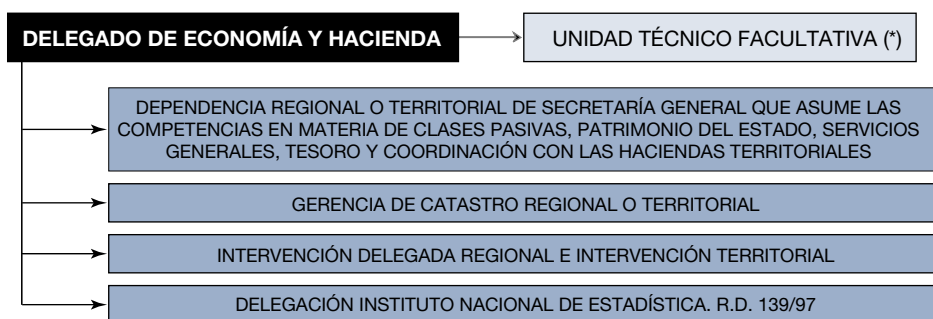 DELEGADO DE ECONOMÍA Y HACIENDA
UNIDAD TÉCNICO FACULTATIVA (*)
DEPENDENCIA REGIONAL O TERRITORIAL DE SECRETARÍA GENERAL QUE ASUME LAS
COMPETENCIAS EN MATERIA DE CLASES PASIVAS, PATRIMONIO DEL ESTADO, SERVICIOS
GENERALES, TESORO Y COORDINACIÓN CON LAS HACIENDAS TERRITORIALES
GERENCIA DE CATASTRO REGIONAL O TERRITORIAL
INTERVENCIÓN DELEGADA REGIONAL E INTERVENCIÓN TERRITORIAL
DELEGACIÓN INSTITUTO NACIONAL DE ESTADÍSTICA. R.D. 139/97